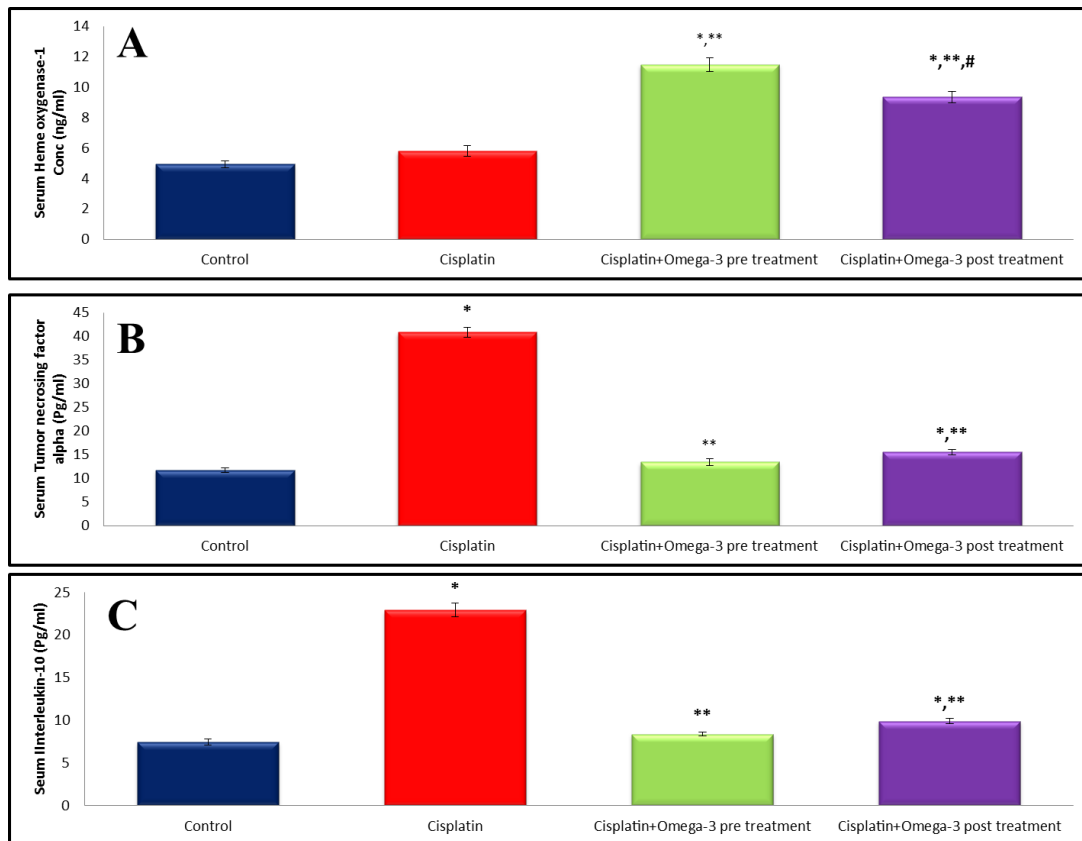 A
Serum Heme oxygenase-1
Conc (ng/ml)
14
12
10
8
6
4
2
0
*,**
*,**,#
Control
Cisplatin
Cisplatin+Omega-3 pre treatment
Cisplatin+Omega-3 post treatment
B
Serum Tumor necrosing factor
alpha (Pg/ml)
45
40
35
30
25
20
15
10
5
0
*
**
*,**
Control
Cisplatin
Cisplatin+Omega-3 pre treatment
Cisplatin+Omega-3 post treatment
C
Seum IInterleukin-10 (Pg/ml)
25
20
15
10
5
0
*
**
*,**
Control
Cisplatin
Cisplatin+Omega-3 pre treatment
Cisplatin+Omega-3 post treatment